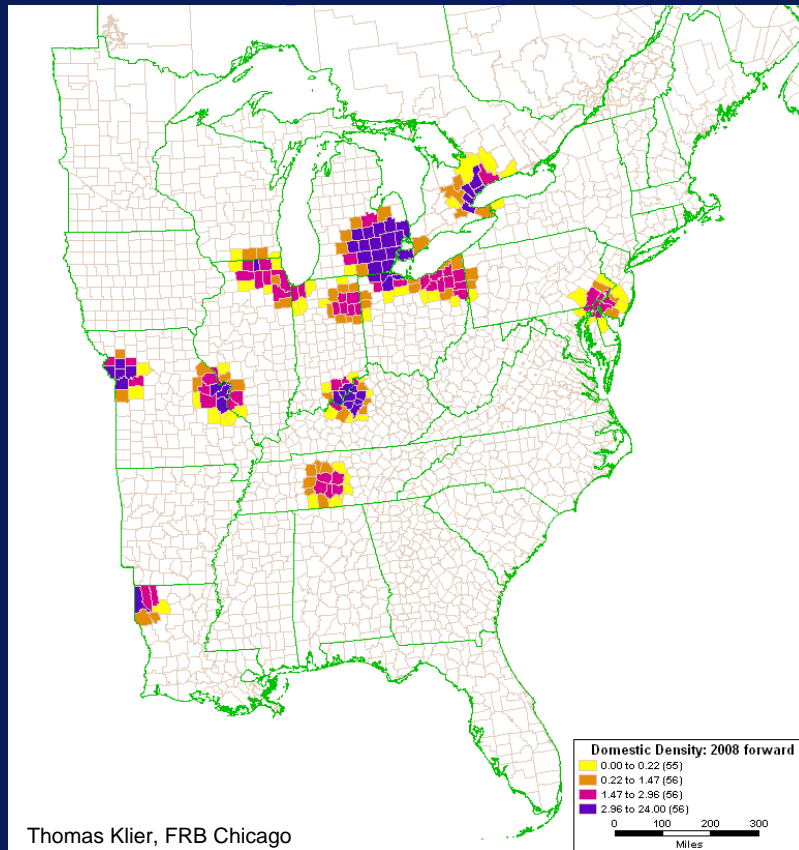 Domestic Density: 2008 forward
0.00 to 0.22 (55)
0.22 to 1.47 (56)
1.47 to 2.96 (56)
2.96 to 24.00 (56)
0 100 200 300
Miles
Thomas Klier, FRB Chicago